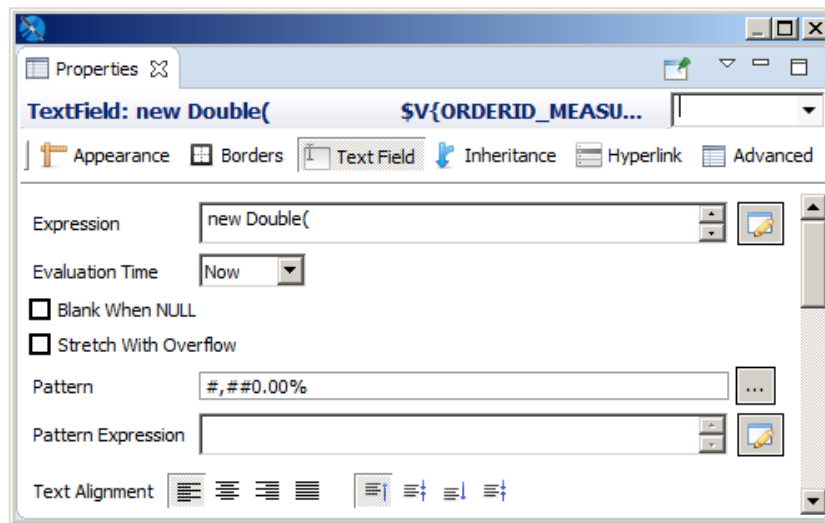 Properties
TextField: new Double( $V{ORDERID_MEASU...
Appearance Borders Text Field Inheritance Hyperlink Advanced
Expression new Double(
Evaluation Time Now
Blank When NULL
Stretch With Overflow
Pattern #,##0.00% ...
Pattern Expression
Text Alignment